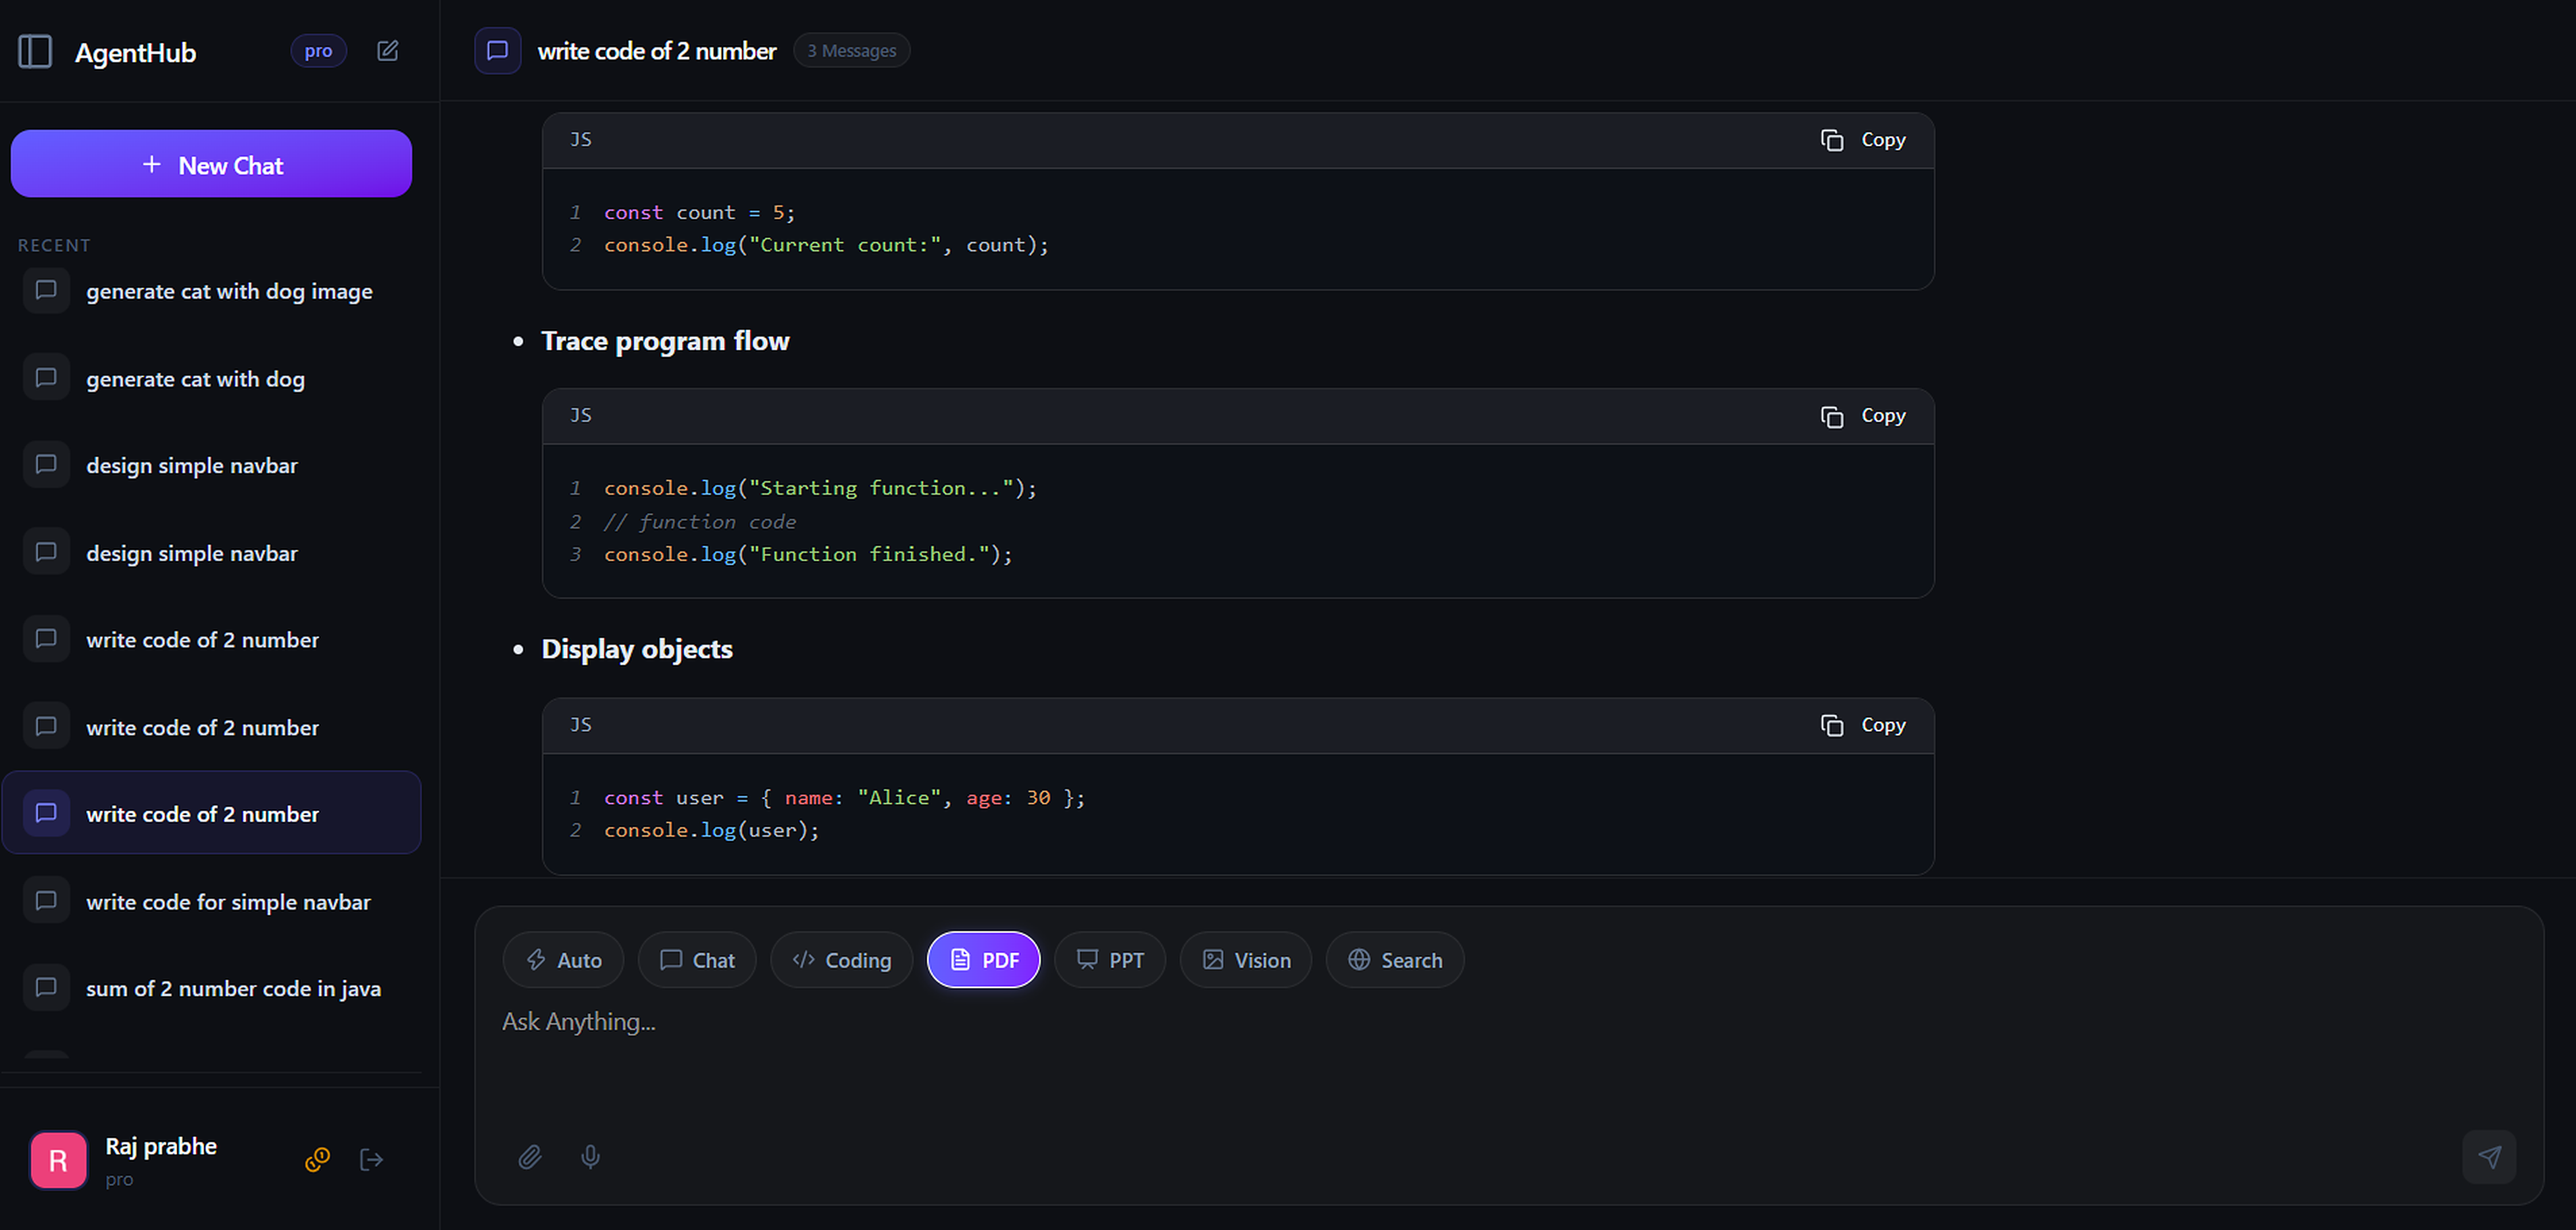 AgentHub
pro
New Chat
RECENT
generate cat with dog image
generate cat with dog
design simple navbar
design simple navbar
write code of 2 number
write code of 2 number
write code of 2 number
write code for simple navbar
sum of 2 number code in java
R
Raj prabhe
pro
write code of 2 number
3 Messages
JS
Copy
1 const count = 5;
2 console.log("Current count:", count);
• Trace program flow
JS
Copy
1 console.log("Starting function...");
2 // function code
3 console.log("Function finished.");
• Display objects
JS
Copy
1 const user = { name: "Alice", age: 30 };
2 console.log(user);
Auto
Chat
Coding
PDF
PPT
Vision
Search
Ask Anything...